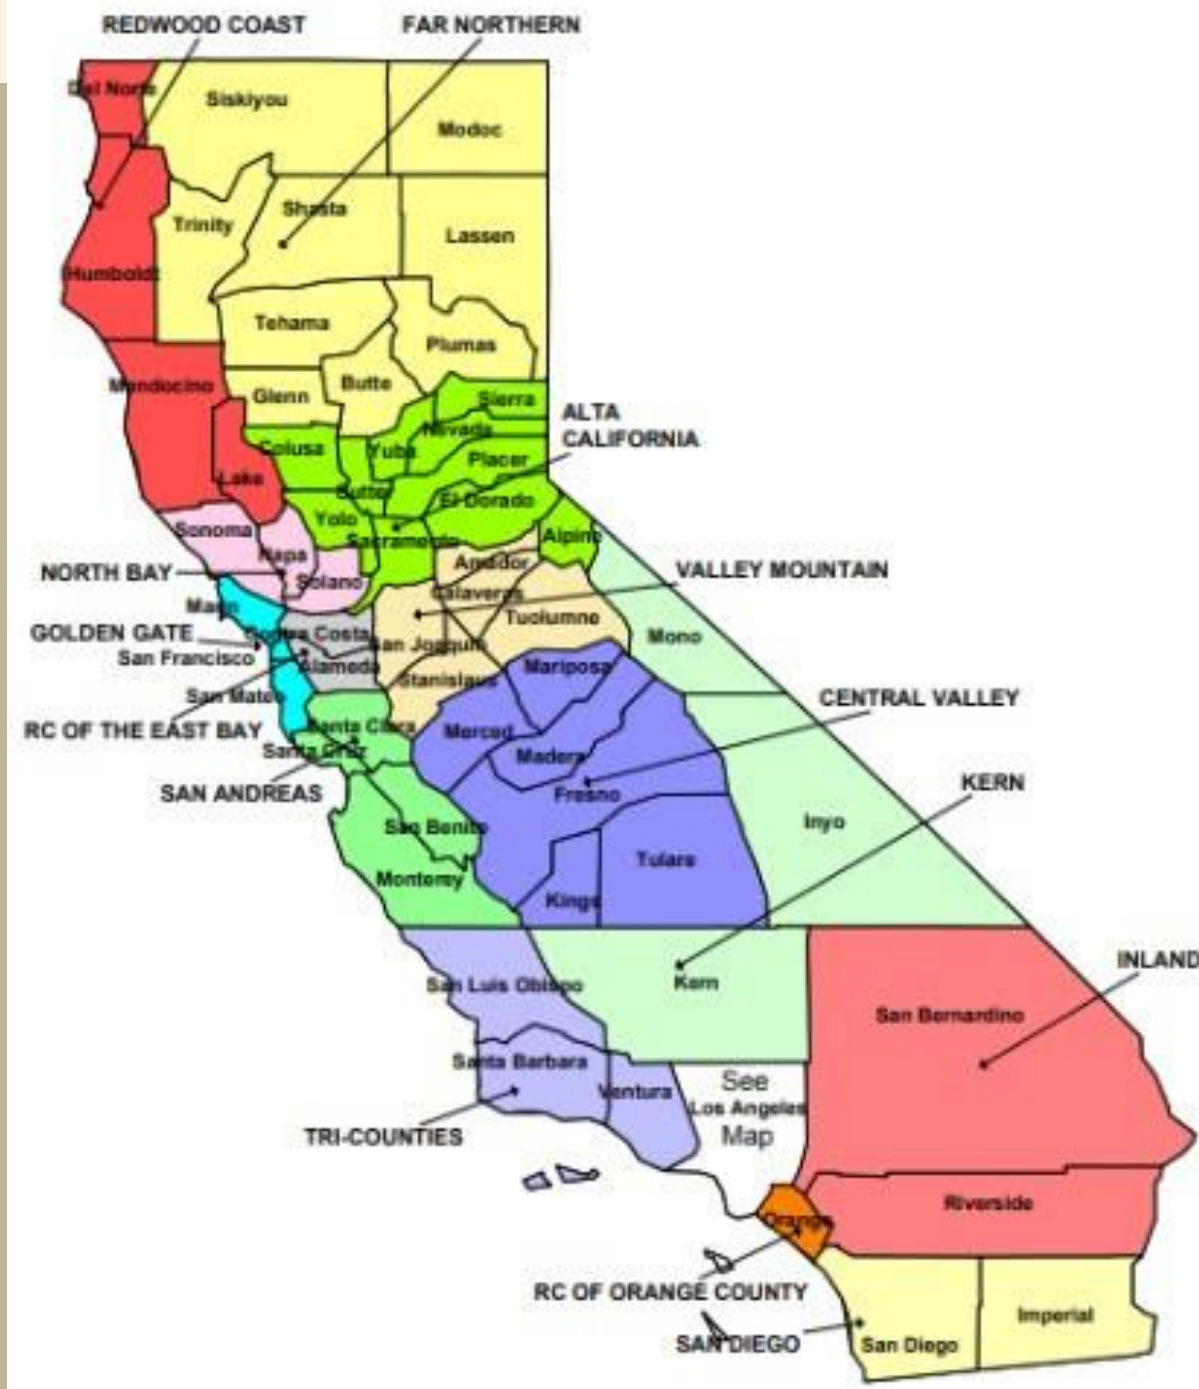 REDWOOD COAST
FAR NORTHERN
Del Norte
Siskiyou
Modoc
Shasta
Trinity
Lassen
Humboldt
Tehama
Plumas
Mendocino
Butte
Glenn
Sierra
ALTA
CALIFORNIA
Nevada
Colusa
Yuba
Placer
Lake
Sutter
El Dorado
Yolo
Sonoma
Sacramento
Alpine
Napa
Amador
NORTH BAY
VALLEY MOUNTAIN
Solano
Calaveras
Marin
Tuolumne
GOLDEN GATE
Contra Costa
Mono
San Joaquin
San Francisco
Alameda
Mariposa
Stanislaus
San Mateo
CENTRAL VALLEY
RC OF THE EAST BAY
Santa Clara
Merced
Santa Cruz
Madera
KERN
SAN ANDREAS
Fresno
Inyo
San Benito
Tulare
Monterey
Kings
INLAND
San Luis Obispo
Kern
San Bernardino
Santa Barbara
See
Ventura
Los Angeles
Map
TRI-COUNTIES
Riverside
Orange
RC OF ORANGE COUNTY
Imperial
SAN DIEGO
San Diego